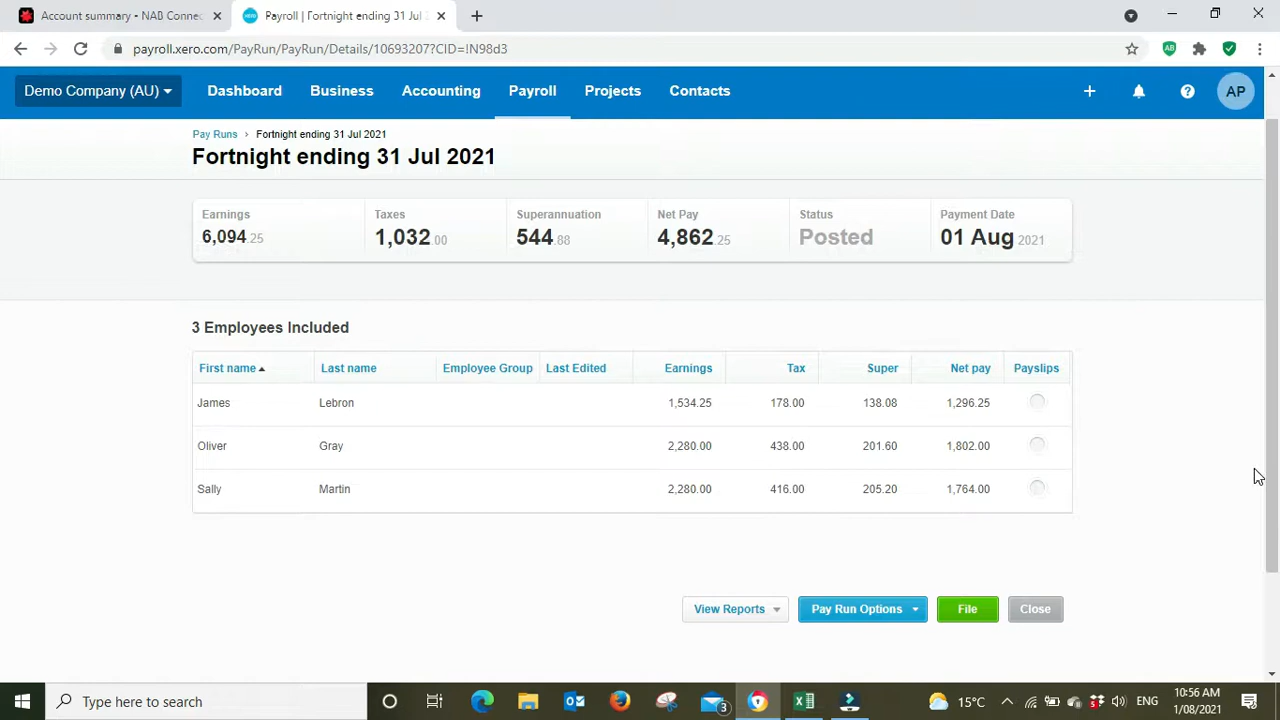 Account summary - NAB Connec
Payroll | Fortnight ending 31 Jul 2
payroll.xero.com/PayRun/PayRun/Details/10693207?CID=!N98d3
AB
Demo Company (AU)
Dashboard
Business
Accounting
Payroll
Projects
Contacts
AP
Pay Runs > Fortnight ending 31 Jul 2021
Fortnight ending 31 Jul 2021
Earnings Taxes Superannuation Net Pay Status Payment Date
6,094.25 1,032.00 544.88 4,862.25 Posted 01 Aug 2021
3 Employees Included
First name Last name Employee Group Last Edited Earnings Tax Super Net pay Payslips
James Lebron 1,534.25 178.00 138.08 1,296.25
Oliver Gray 2,280.00 438.00 201.60 1,802.00
Sally Martin 2,280.00 416.00 205.20 1,764.00
View Reports Pay Run Options File Close
Type here to search
3
15°C
ENG
10:56 AM
1/08/2021